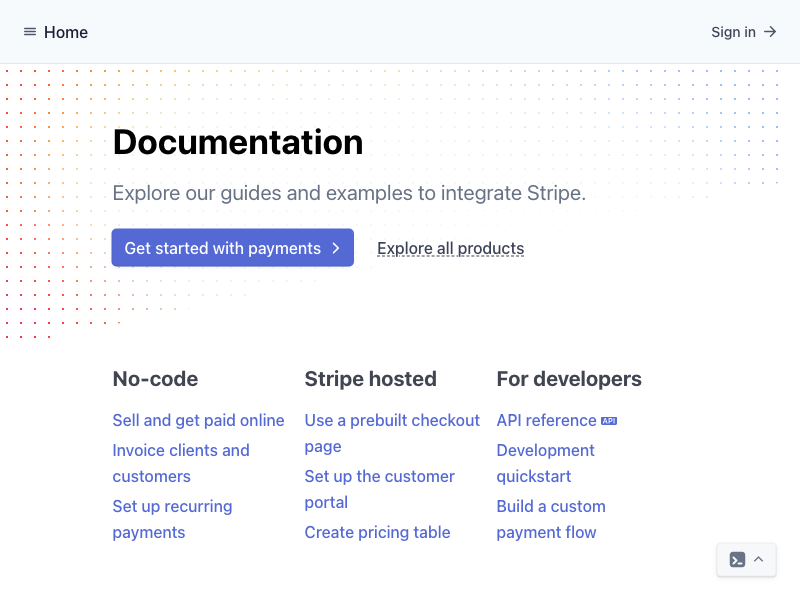 Home
Sign in
Documentation
Explore our guides and examples to integrate Stripe.
Get started with payments
Explore all products
No-code
Sell and get paid online
Invoice clients and
customers
Set up recurring
payments
Stripe hosted
Use a prebuilt checkout
page
Set up the customer
portal
Create pricing table
For developers
API reference API
Development
quickstart
Build a custom
payment flow